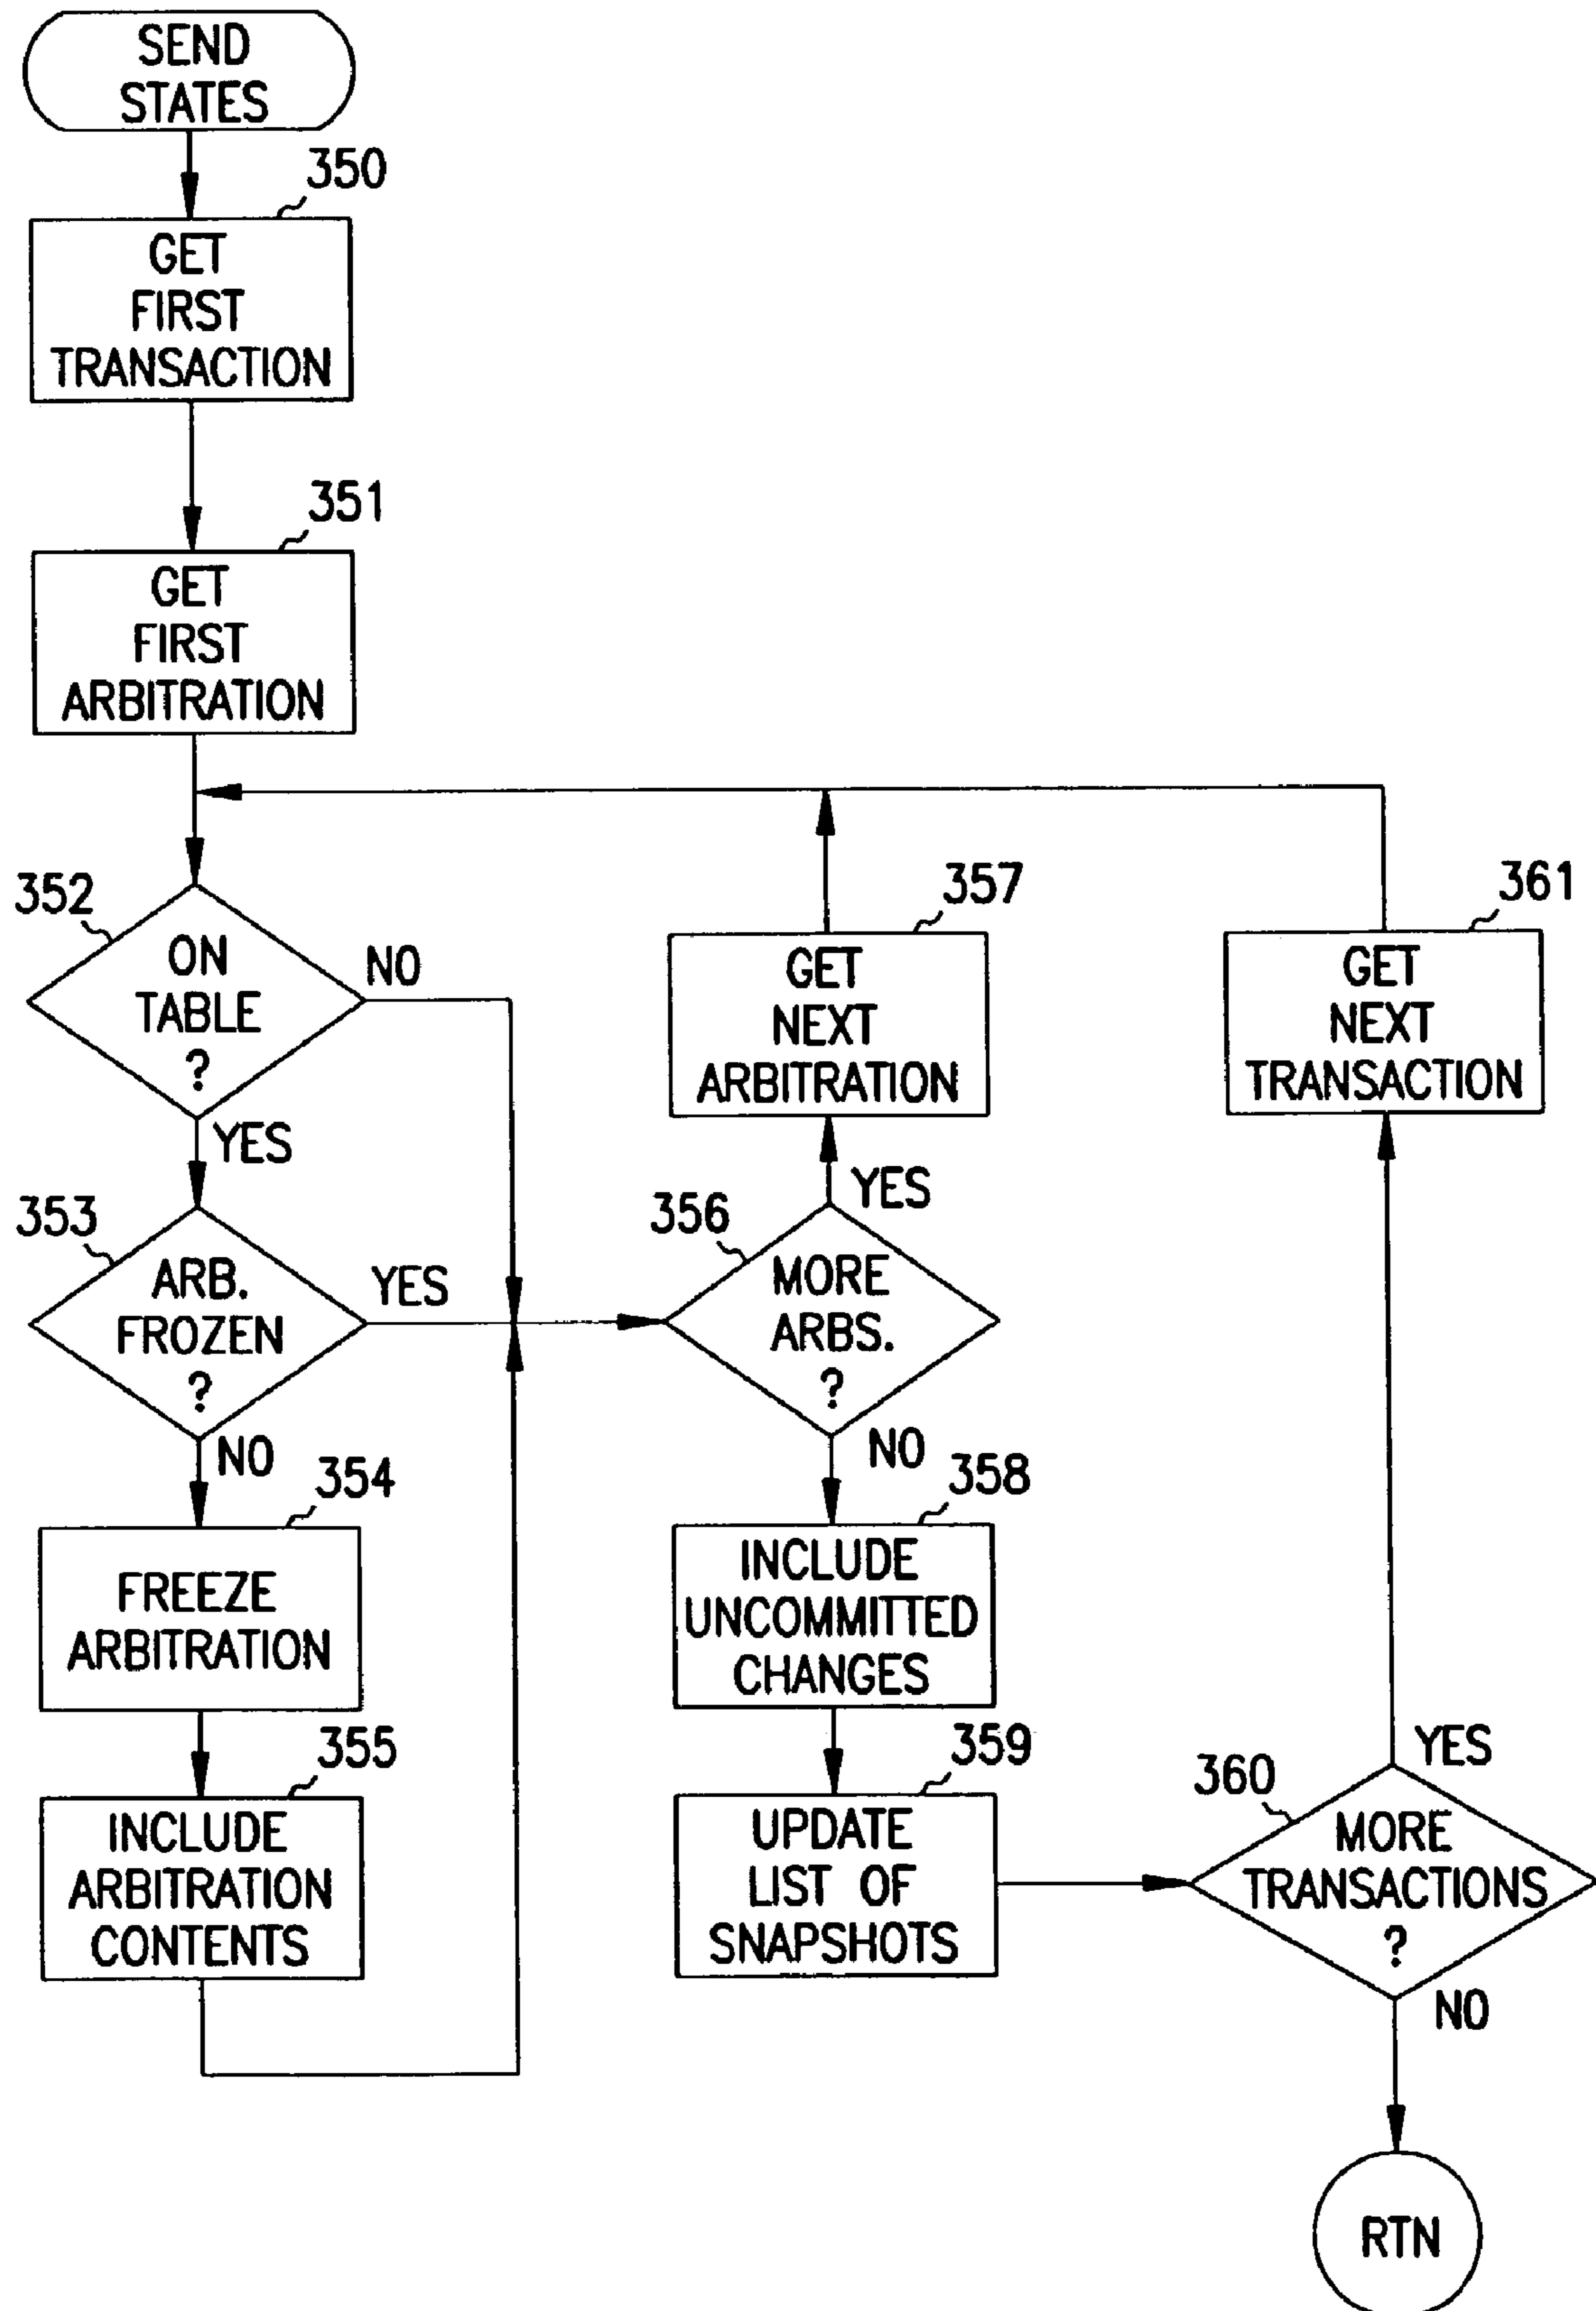 SEND
STATES
350
GET
FIRST
TRANSACTION
351
GET
FIRST
ARBITRATION
352
ON
TABLE
?
NO
YES
353
ARB.
FROZEN
?
YES
NO
354
FREEZE
ARBITRATION
355
INCLUDE
ARBITRATION
CONTENTS
357
GET
NEXT
ARBITRATION
YES
356
MORE
ARBS.
?
NO
358
INCLUDE
UNCOMMITTED
CHANGES
359
UPDATE
LIST OF
SNAPSHOTS
361
GET
NEXT
TRANSACTION
YES
360
MORE
TRANSACTIONS
?
NO
RTN